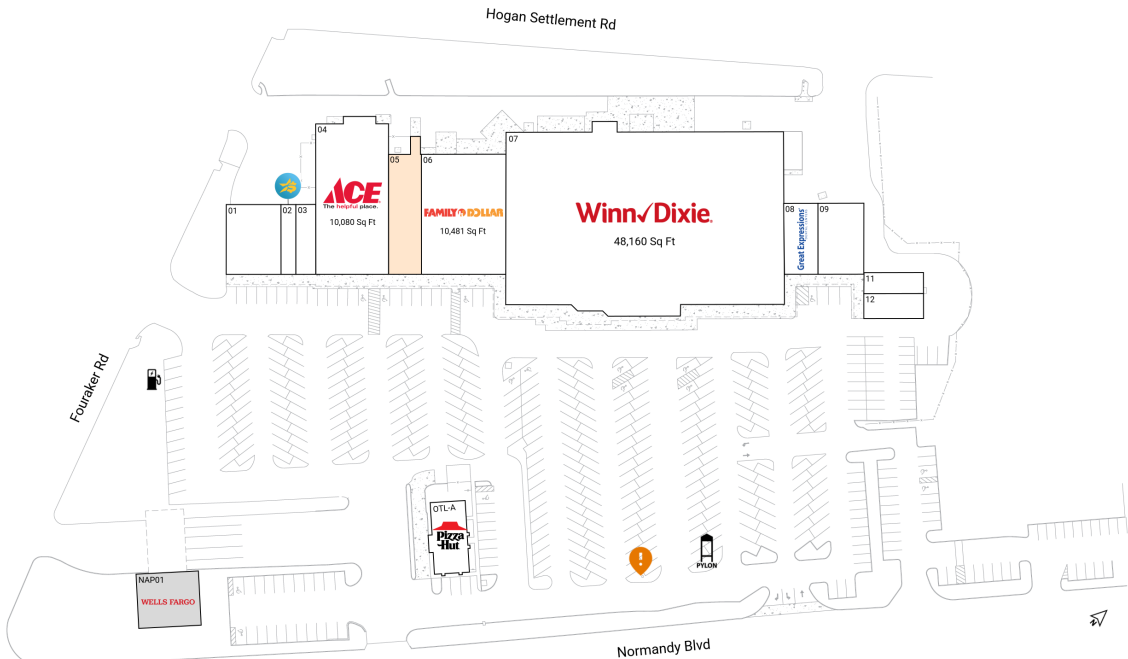 Hogan Settlement Rd
04
07
05
06
ACE
The helpful place.
10,080 Sq Ft
FAMILY DOLLAR
10,481 Sq Ft
Winn Dixie
48,160 Sq Ft
01
02
03
08
09
Great Expressions
11
12
Fouraker Rd
OTL-A
Pizza
Hut
PYLON
NAP01
WELLS FARGO
Normandy Blvd